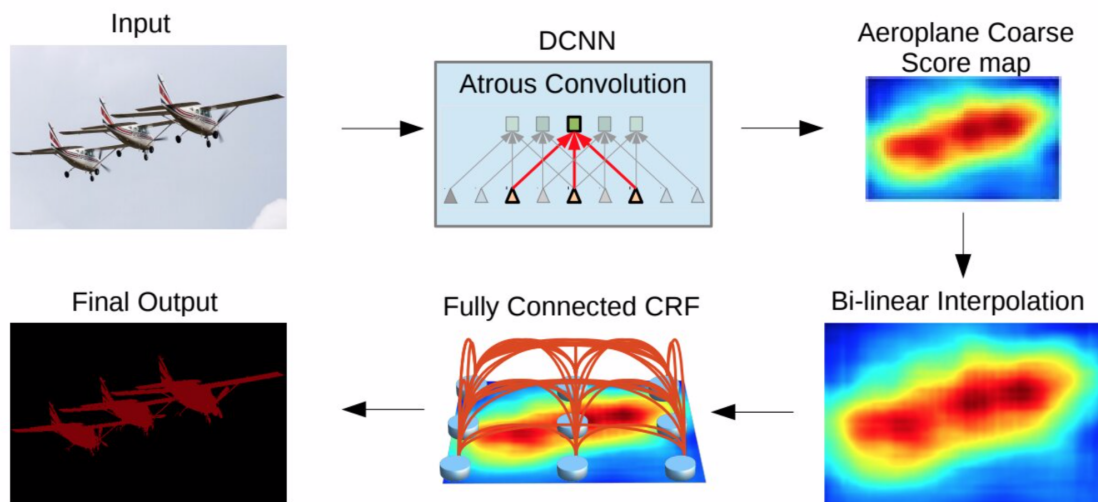 Input
DCNN
Atrous Convolution
Aeroplane Coarse
Score map
Final Output
Fully Connected CRF
Bi-linear Interpolation